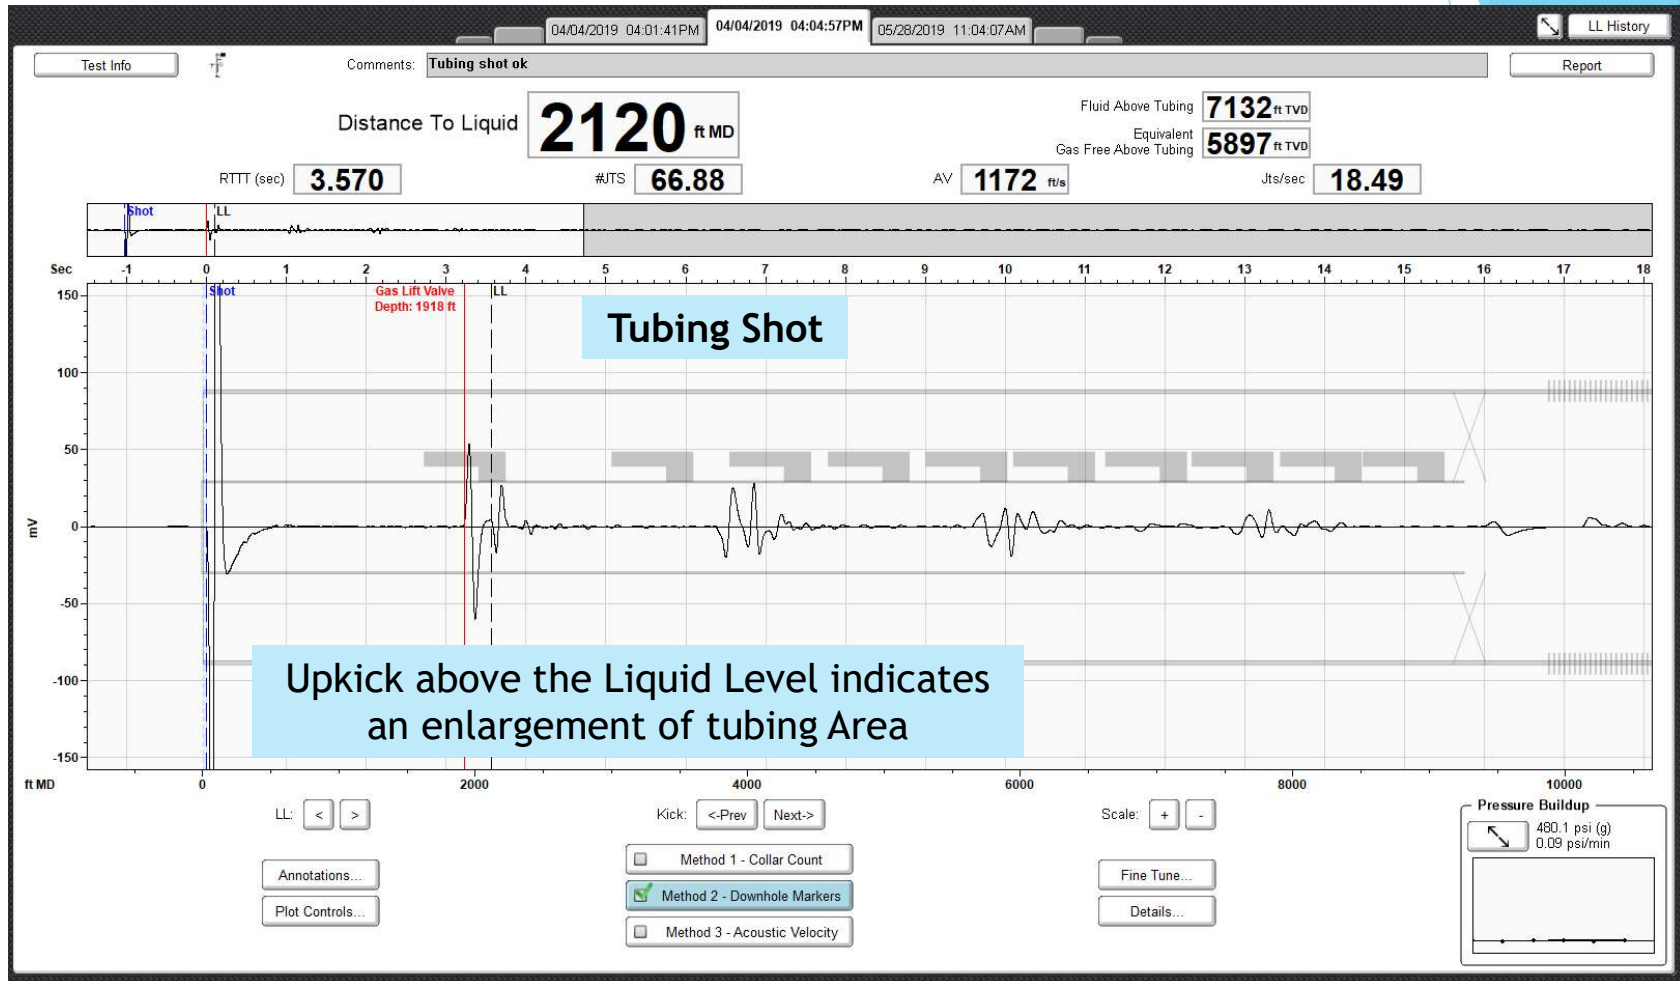 04/04/2019 04:01:41PM
04/04/2019 04:04:57PM
05/28/2019 11:04:07AM
LL History
Test Info
Comments:
Tubing shot ok
Report
Distance To Liquid
2120 ft MD
Fluid Above Tubing
7132 ft TVD
Equivalent
Gas Free Above Tubing
5897 ft TVD
RTTT (sec)
3.570
#JTS
66.88
AV
1172 ft/s
Jts/sec
18.49
Shot
LL
Sec
-1
0
1
2
3
4
5
6
7
8
9
10
11
12
13
14
15
16
17
18
Shot
Gas Lift Valve
Depth: 1918 ft
LL
Tubing Shot
150
100
50
0
-50
-100
-150
mV
Upkick above the Liquid Level indicates
an enlargement of tubing Area
ft MD
0
2000
4000
6000
8000
10000
LL:
<
>
Kick:
<-Prev
Next->
Scale:
+
-
Annotations...
Plot Controls...
Method 1 - Collar Count
Method 2 - Downhole Markers
Method 3 - Acoustic Velocity
Fine Tune...
Details...
Pressure Buildup
480.1 psi (g)
0.09 psi/min